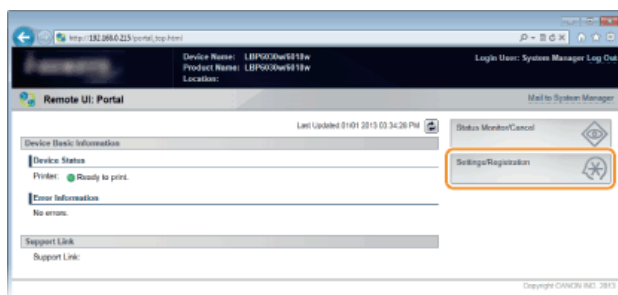 http://192.168.0.215/portal_top.html
Device Name: LBP6030w/6018w
Product Name: LBP6030w/6018w
Location:
Login User: System Manager Log Out
Remote UI: Portal
Mail to System Manager
Last Updated 01/01 2013 03:34:26 PM
Device Basic Information
Device Status
Printer: Ready to print.
Error Information
No errors.
Support Link
Support Link:
Status Monitor/Cancel
Settings/Registration
Copyright CANON INC. 2013